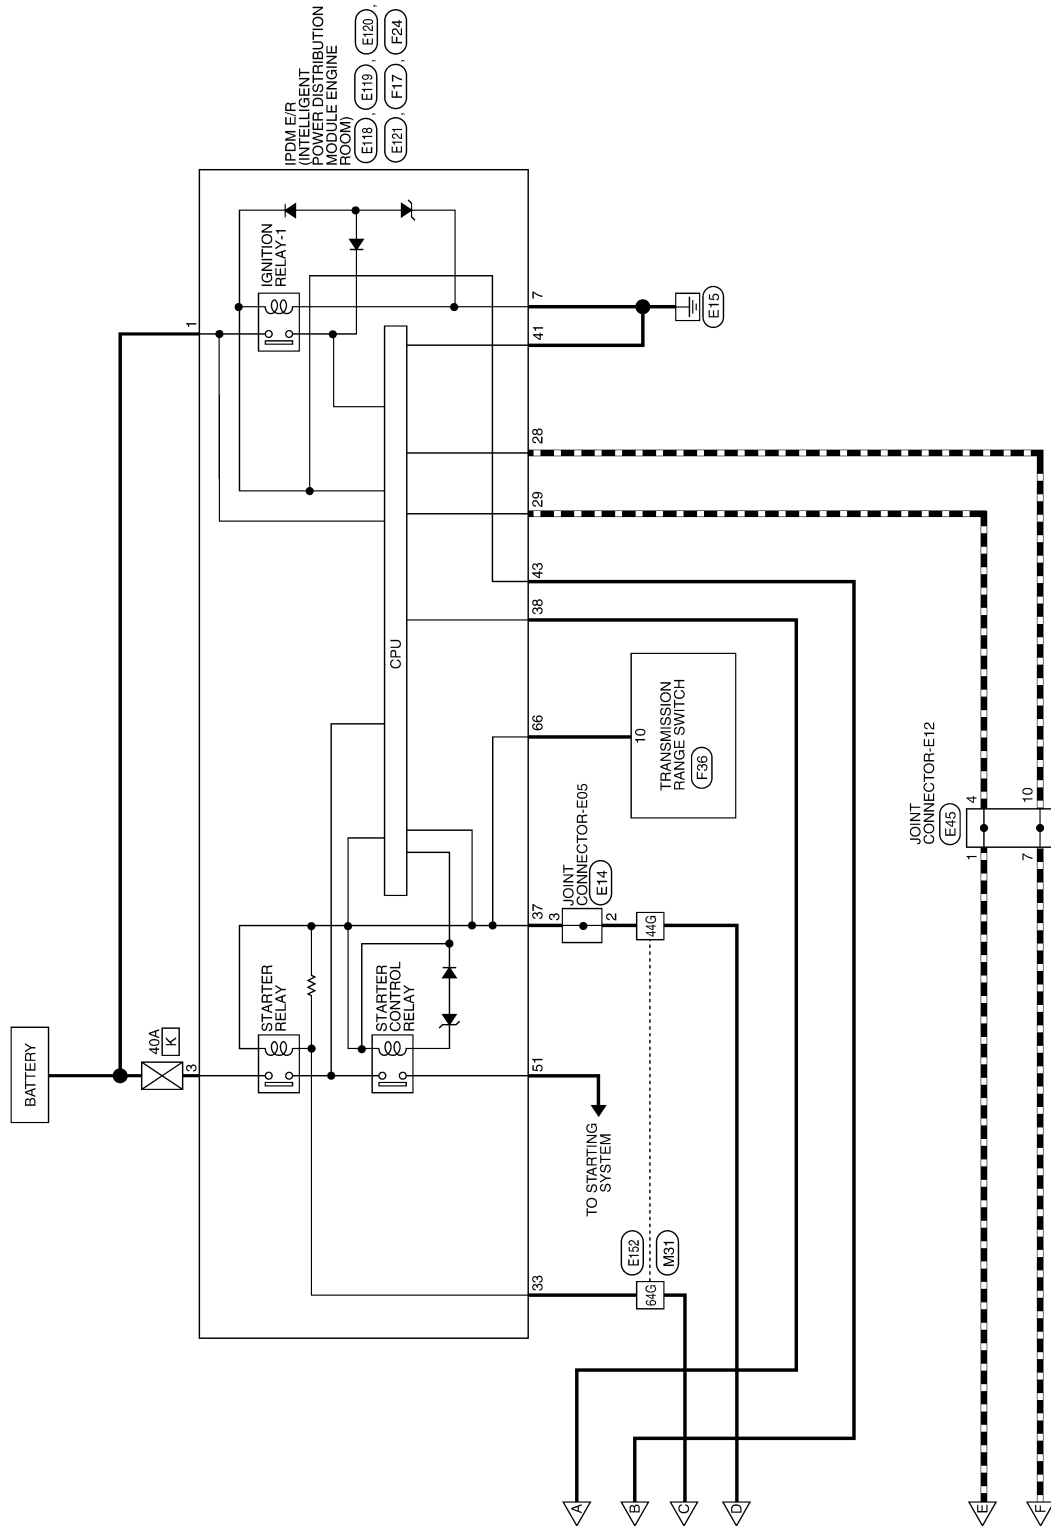 BATTERY
40A
K
3
1
IPDM E/R
(INTELLIGENT
POWER DISTRIBUTION
MODULE ENGINE
ROOM)
E118 , E119 , E120 ,
E121 , F17 , F24
STARTER
RELAY
STARTER
CONTROL
RELAY
IGNITION
RELAY-1
CPU
33
51
37
66
38
43
29
28
41
7
E15
TO STARTING
SYSTEM
3
JOINT
CONNECTOR-E05
E14
2
10
TRANSMISSION
RANGE SWITCH
F36
E152
64G
44G
M31
JOINT
CONNECTOR-E12
E45
1
4
7
10
A
B
C
D
E
F